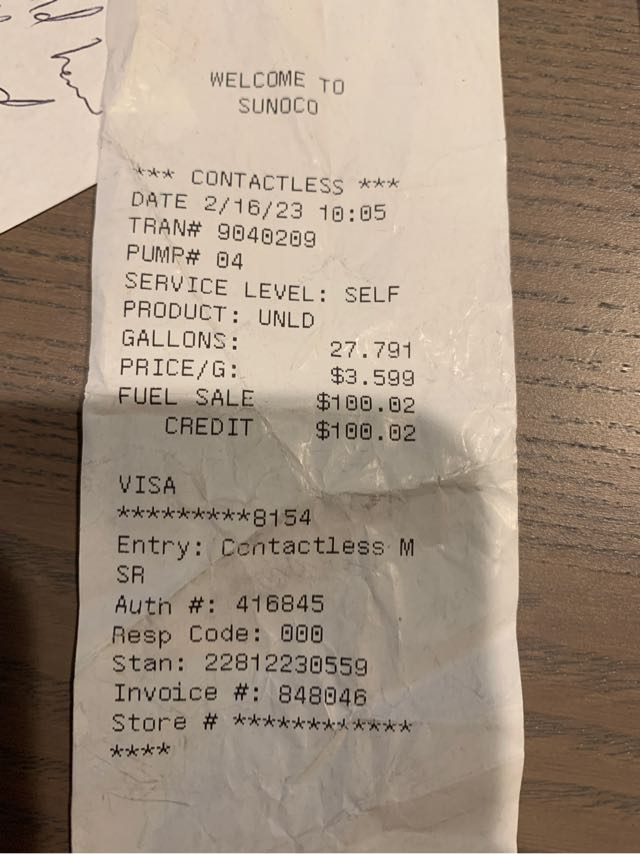 WELCOME TO
SUNOCO
*** CONTACTLESS ***
DATE 2/16/23 10:05
TRAN# 9040209
PUMP# 04
SERVICE LEVEL: SELF
PRODUCT: UNLD
GALLONS: 27.791
PRICE/G: $3.599
FUEL SALE $100.02
CREDIT $100.02
VISA
*********8154
Entry: Contactless M
SR
Auth #: 416845
Resp Code: 000
Stan: 22812230559
Invoice #: 848046
Store # ************
****